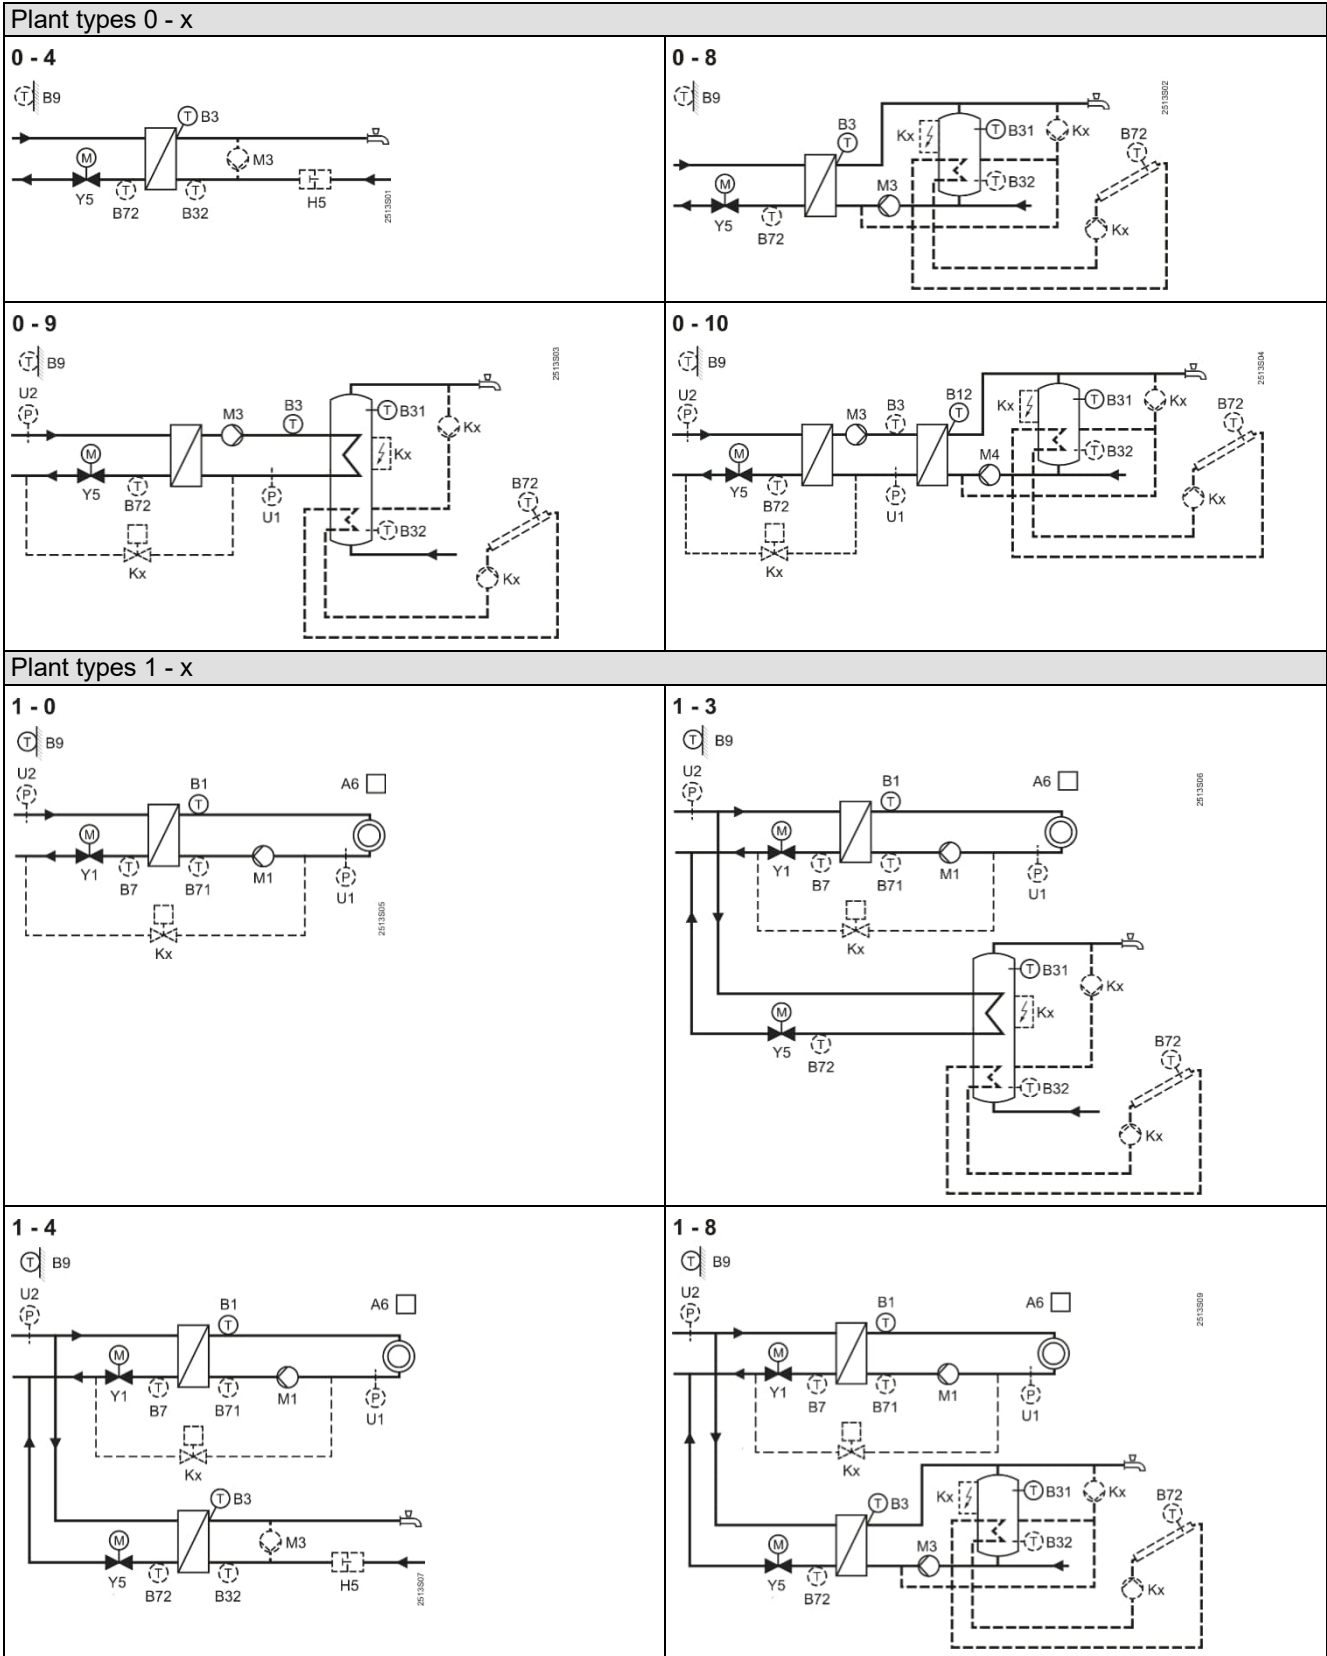 Plant types 0 - x
0 - 4
T B9
T B3
M
Y5
T
B72
T
B32
M3
H5
2513S01
0 - 8
T B9
B3
T
M
Y5
T
B72
M3
Kx
T B31
T B32
Kx
B72
T
Kx
2513S02
0 - 9
T B9
U2
P
M
Y5
T
B72
Kx
M3
B3
T
P
U1
T B31
Kx
T B32
Kx
B72
T
Kx
2513S03
0 - 10
T B9
U2
P
M
Y5
T
B72
Kx
M3
B3
T
P
U1
B12
T
M4
Kx
T B31
T B32
Kx
B72
T
Kx
2513S04
Plant types 1 - x
1 - 0
T B9
U2
P
M
Y1
T
B7
B1
T
T
B71
M1
A6
P
U1
Kx
2513S05
1 - 3
T B9
U2
P
M
Y1
T
B7
B1
T
T
B71
M1
A6
P
U1
Kx
M
Y5
T
B72
T B31
Kx
T B32
Kx
B72
T
Kx
2513S06
1 - 4
T B9
U2
P
M
Y1
T
B7
B1
T
T
B71
M1
A6
P
U1
Kx
T B3
M
Y5
T
B72
T
B32
M3
H5
2513S07
1 - 8
T B9
U2
P
M
Y1
T
B7
B1
T
T
B71
M1
A6
P
U1
Kx
T B3
M
Y5
T
B72
M3
Kx
T B31
T B32
Kx
B72
T
Kx
2513S09